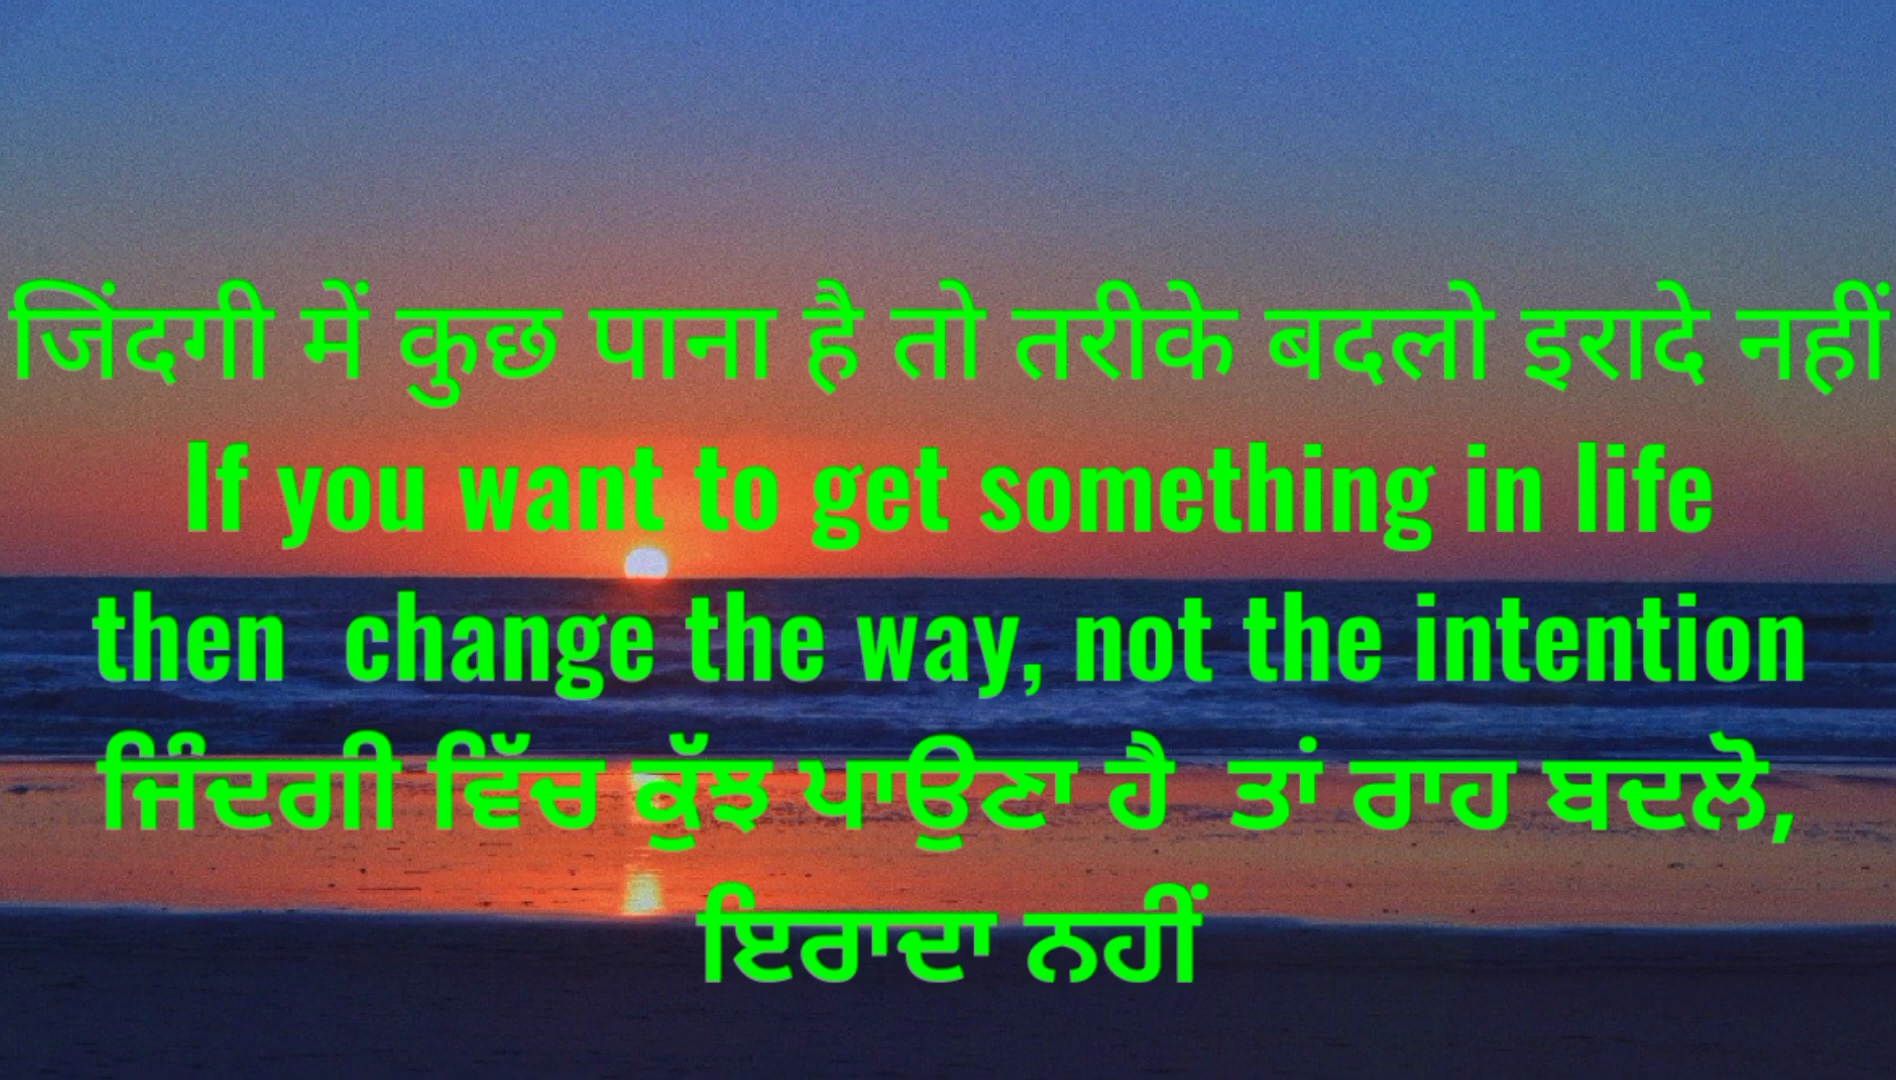 जिंदगी में कुछ पाना है तो तरीके बदलो इरादे नहीं
If you want to get something in life
then  change the way, not the intention
ਜਿੰਦਗੀ ਵਿੱਚ ਕੁੱਝ ਪਾਉਣਾ ਹੈ  ਤਾਂ ਰਾਹ ਬਦਲੋ,
ਇਰਾਦਾ ਨਹੀਂ